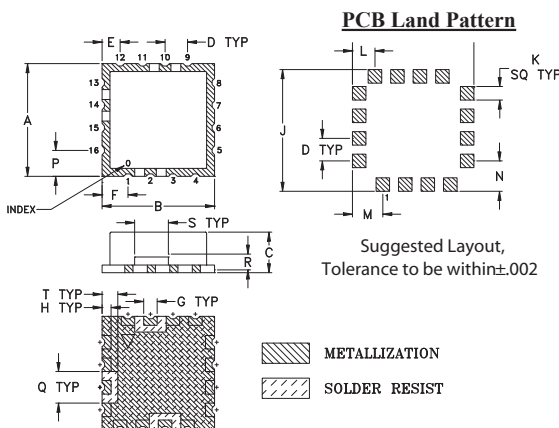 PCB Land Pattern
E
D TYP
12 11 10 9
13
14
15
16
8
7
6
5
A
P
0
1 2 3 4
F
INDEX
B
L
K
SQ TYP
J
D TYP
N
M
1
S TYP
C
R
Suggested Layout,
Tolerance to be within±.002
T TYP
H TYP
G TYP
Q TYP
METALLIZATION
SOLDER RESIST